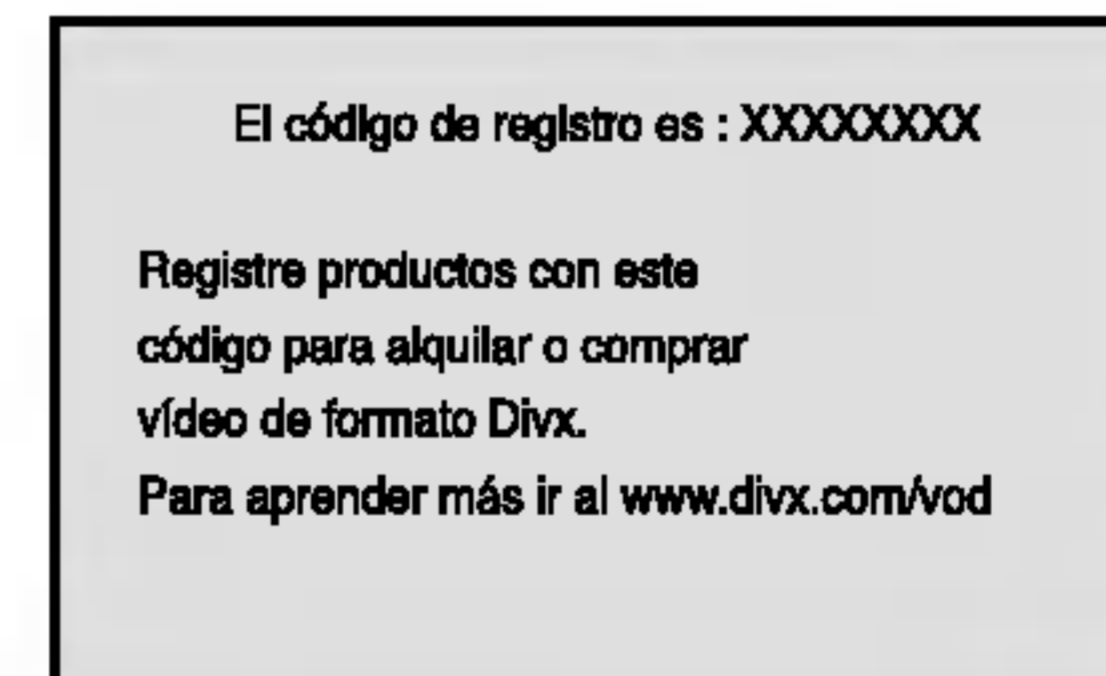 El código de registro es : XXXXXXXX
Registre productos con este
código para alquilar o comprar
vídeo de formato Divx.
Para aprender más ir al www.divx.com/vod